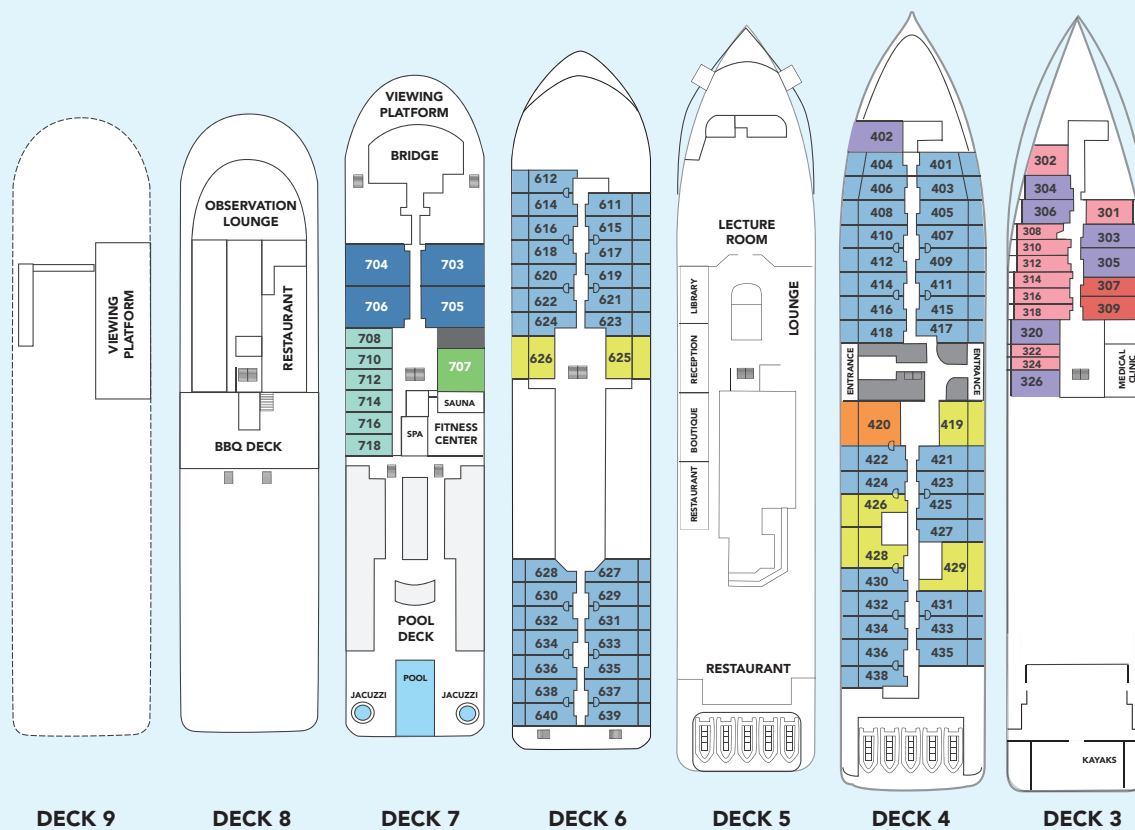 VIEWING
PLATFORM
DECK 9
OBSERVATION
LOUNGE
RESTAURANT
BBQ DECK
DECK 8
VIEWING
PLATFORM
BRIDGE
704
703
706
705
708
710
707
712
714
SAUNA
716
SPA
FITNESS
CENTER
718
POOL
DECK
POOL
JACUZZI
JACUZZI
DECK 7
612
614
611
616
615
618
617
620
619
622
621
624
623
626
625
628
627
630
629
632
631
634
633
636
635
638
637
640
639
DECK 6
LECTURE
ROOM
LIBRARY
LOUNGE
RECEPTION
BOUTIQUE
RESTAURANT
RESTAURANT
DECK 5
402
404
401
406
403
408
405
410
407
412
409
414
411
416
415
418
417
ENTRANCE
ENTRANCE
420
419
422
421
424
423
426
425
427
428
429
430
432
431
434
433
436
435
438
DECK 4
302
304
306
301
308
303
310
312
305
314
307
316
309
318
320
322
324
326
MEDICAL
CLINIC
KAYAKS
DECK 3